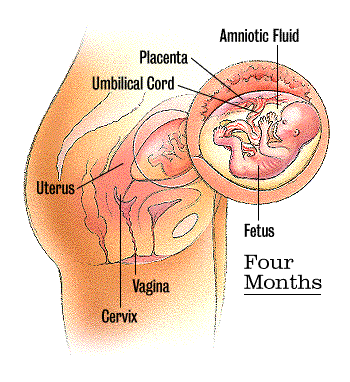 Amniotic Fluid
Placenta
Umbilical Cord
Uterus
Fetus
Four
Months
Vagina
Cervix